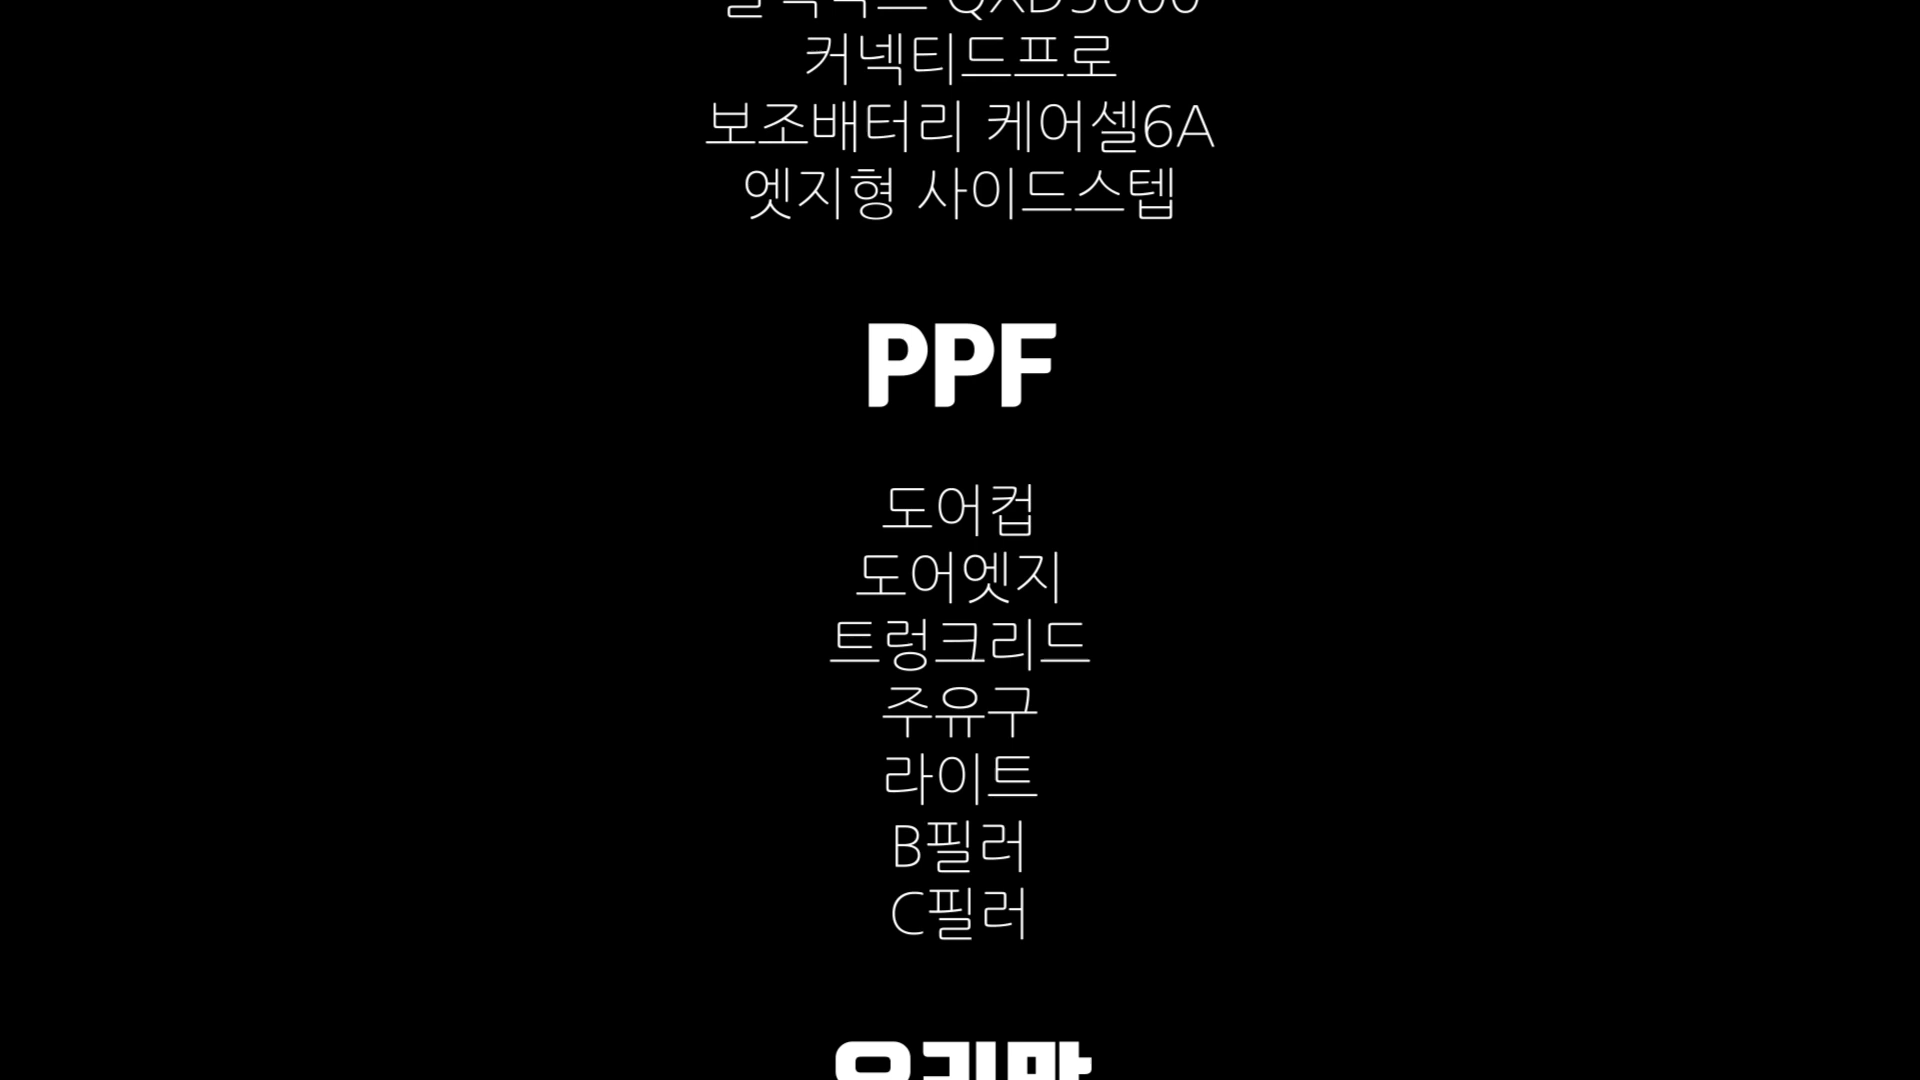 커넥티드프로
보조배터리 케어셀6A
엣지형 사이드스텝
PPF
도어컵
도어엣지
트렁크리드
주유구
라이트
B필러
C필러